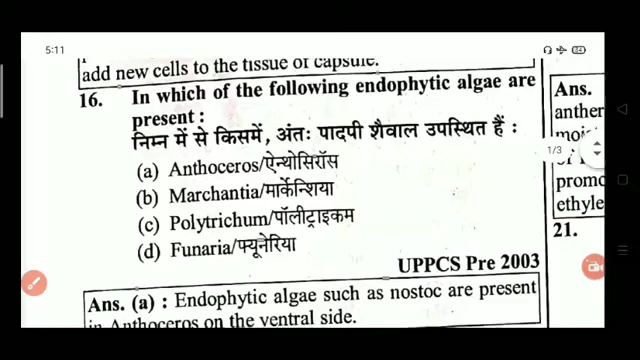 5:11
24
add new cells to the tissue of capsule.
16. In which of the following endophytic algae are
present :
निम्न में से किसमें, अंतः पादपी शैवाल उपस्थित हैं :
(a) Anthoceros/ऐन्थोसिरॉस
(b) Marchantia/मार्केन्शिया
(c) Polytrichum/पॉलीट्राइकम
(d) Funaria/फ्यूनेरिया
UPPCS Pre 2003
Ans. (a) : Endophytic algae such as nostoc are present
in Anthoceros on the ventral side.
Ans.
anther
mois
1/3
promo
ethyle
21.